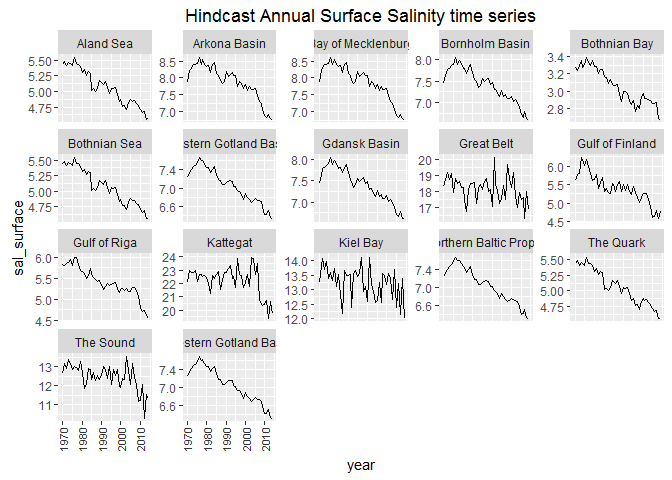 Hindcast Annual Surface Salinity time series
Aland Sea Arkona Basin Bay of Mecklenburg Bornholm Basin Bothnian Bay
5.50 5.25 5.00 4.75
8.5 8.0 7.5 7.0
8.5 8.0 7.5 7.0
8.0 7.5 7.0
3.4 3.2 3.0 2.8
Bothnian Sea stern Gotland Bas Gdansk Basin Great Belt Gulf of Finland
5.50 5.25 5.00 4.75
7.4 7.0 6.6
8.0 7.5 7.0
20 19 18 17
6.0 5.5 5.0 4.5
Gulf of Riga Kattegat Kiel Bay orthern Baltic Prop The Quark
6.0 5.5 5.0 4.5
24 23 22 21 20
14.0 13.5 13.0 12.5 12.0
7.4 7.0 6.6
5.50 5.25 5.00 4.75
The Sound stern Gotland Bas
13 12 11
7.4 7.0 6.6
1970 1980 1990 2000 2010
1970 1980 1990 2000 2010
sal_surface
year